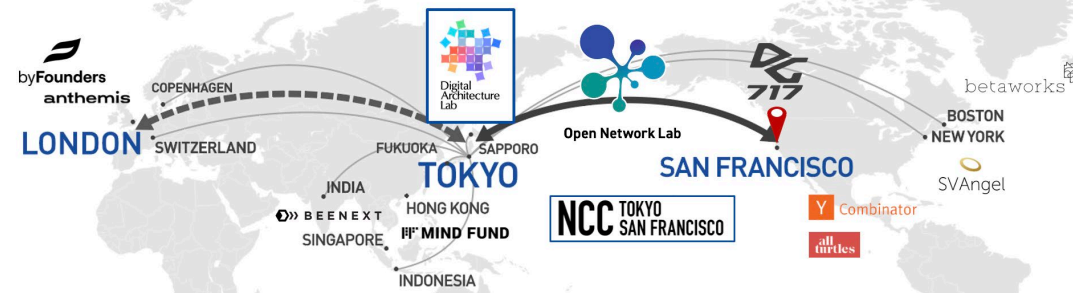 byFounders
anthemis
COPENHAGEN
LONDON
SWITZERLAND
Digital
Architecture
Lab
FUKUOKA
SAPPORO
TOKYO
INDIA
BEENEXT
SINGAPORE
HONG KONG
MIND FUND
INDONESIA
Open Network Lab
NCC TOKYO
SAN FRANCISCO
DG
717
SAN FRANCISCO
Y Combinator
all
turtles
betaworks
BOSTON
NEW YORK
SVAngel